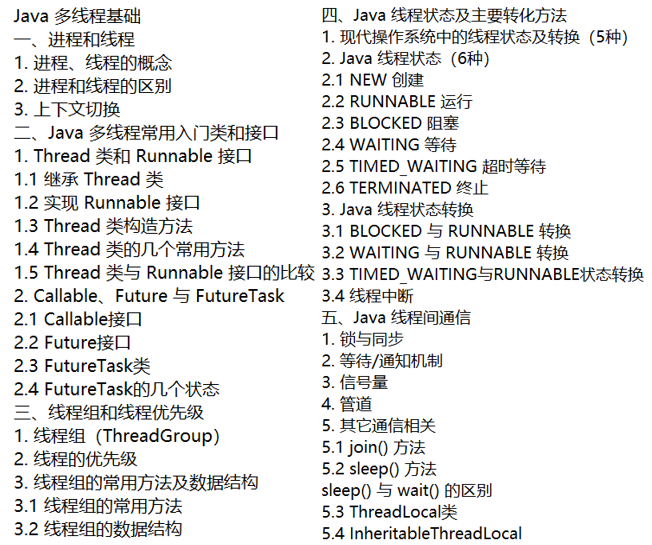 Java 多线程基础
一、进程和线程
1. 进程、线程的概念
2. 进程和线程的区别
3. 上下文切换
二、Java 多线程常用入门类和接口
1. Thread 类和 Runnable 接口
1.1 继承 Thread 类
1.2 实现 Runnable 接口
1.3 Thread 类构造方法
1.4 Thread 类的几个常用方法
1.5 Thread 类与 Runnable 接口的比较
2. Callable、Future 与 FutureTask
2.1 Callable接口
2.2 Future接口
2.3 FutureTask类
2.4 FutureTask的几个状态
三、线程组和线程优先级
1. 线程组（ThreadGroup）
2. 线程的优先级
3. 线程组的常用方法及数据结构
3.1 线程组的常用方法
3.2 线程组的数据结构
四、Java 线程状态及主要转化方法
1. 现代操作系统中的线程状态及转换（5种）
2. Java 线程状态（6种）
2.1 NEW 创建
2.2 RUNNABLE 运行
2.3 BLOCKED 阻塞
2.4 WAITING 等待
2.5 TIMED_WAITING 超时等待
2.6 TERMINATED 终止
3. Java 线程状态转换
3.1 BLOCKED 与 RUNNABLE 转换
3.2 WAITING 与 RUNNABLE 转换
3.3 TIMED_WAITING与RUNNABLE状态转换
3.4 线程中断
五、Java 线程间通信
1. 锁与同步
2. 等待/通知机制
3. 信号量
4. 管道
5. 其它通信相关
5.1 join() 方法
5.2 sleep() 方法
sleep() 与 wait() 的区别
5.3 ThreadLocal类
5.4 InheritableThreadLocal